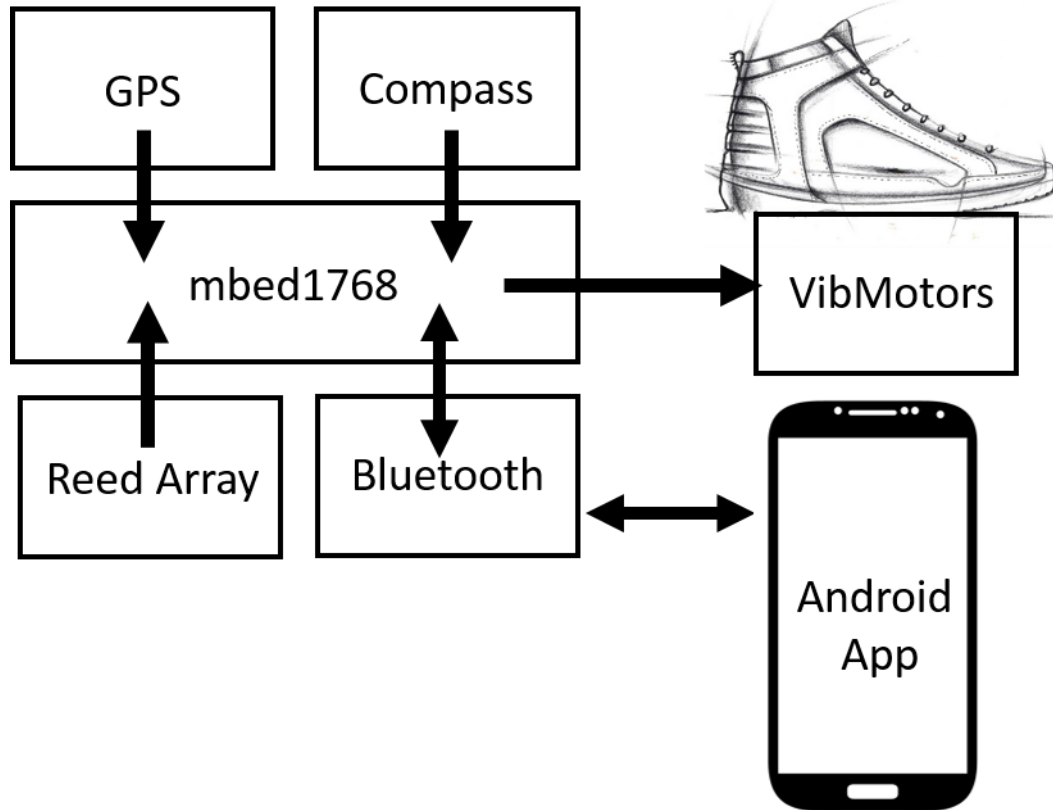 GPS
Compass
mbed1768
VibMotors
Reed Array
Bluetooth
Android
App